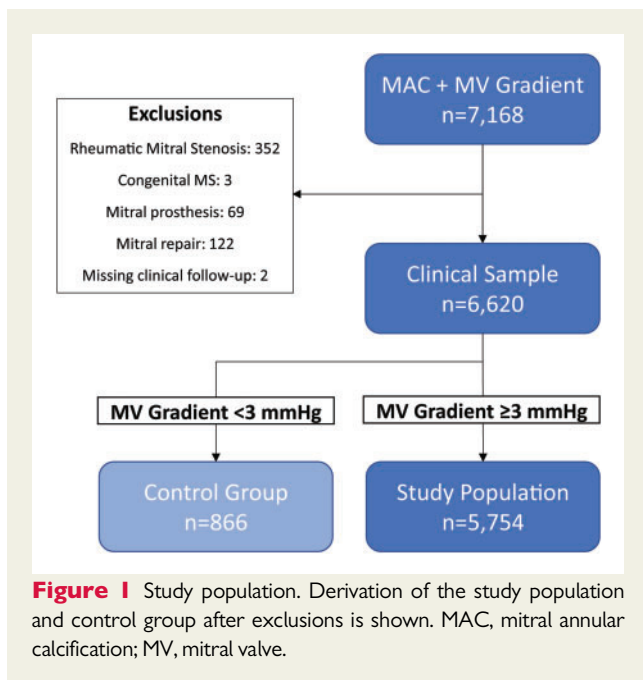 MAC + MV Gradient
n=7,168
Exclusions
Rheumatic Mitral Stenosis: 352
Congenital MS: 3
Mitral prosthesis: 69
Mitral repair: 122
Missing clinical follow-up: 2
Clinical Sample
n=6,620
MV Gradient <3 mmHg
MV Gradient ≥3 mmHg
Control Group
n=866
Study Population
n=5,754
Figure 1 Study population. Derivation of the study population
and control group after exclusions is shown. MAC, mitral annular
calcification; MV, mitral valve.